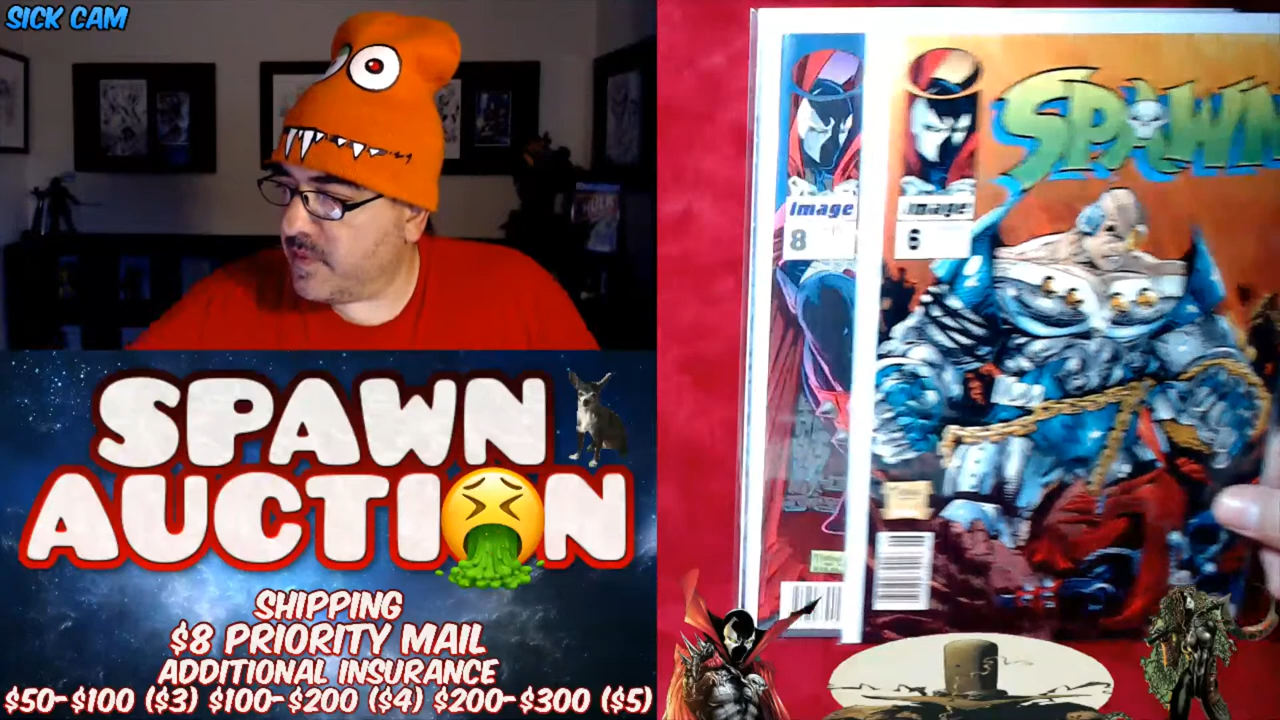 SICK CAM
SPAWN
AUCTION
SHIPPING
$8 PRIORITY MAIL
ADDITIONAL INSURANCE
$50-$100 ($3) $100-$200 ($4) $200-$300 ($5)
image
8
image
6
SPAWN